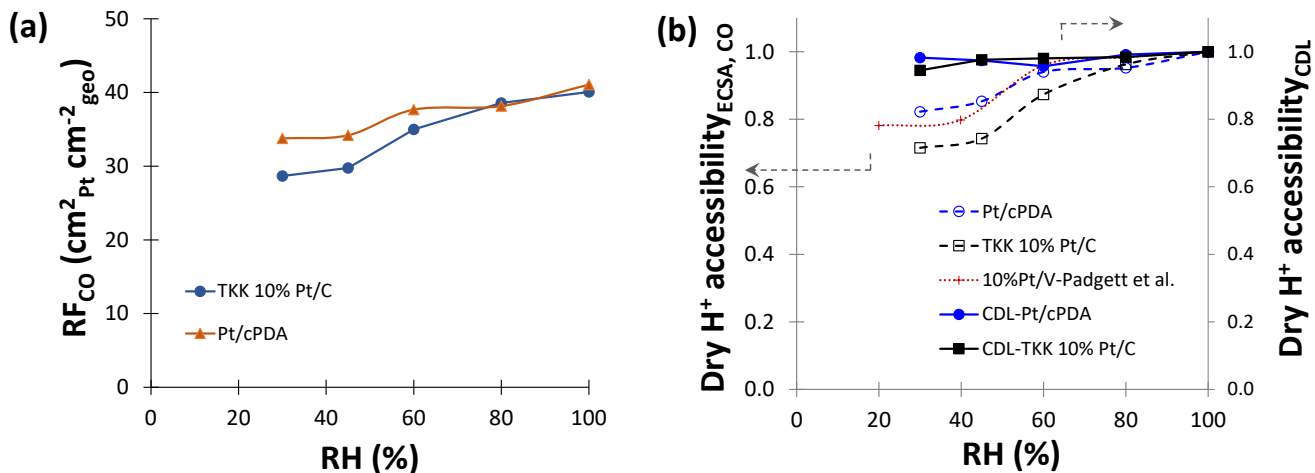 (a)
RF_CO (cm²_Pt cm⁻²_geo)
50
40
30
20
10
0
TKK 10% Pt/C
Pt/cPDA
0 20 40 60 80 100
RH (%)
(b)
Dry H⁺ accessibility_ECSA, CO
1.0
0.8
0.6
0.4
0.2
0.0
Pt/cPDA
TKK 10% Pt/C
10%Pt/V-Padgett et al.
CDL-Pt/cPDA
CDL-TKK 10% Pt/C
1.0
0.8
0.6
0.4
0.2
0.0
Dry H⁺ accessibility_CDL
0 20 40 60 80 100
RH (%)